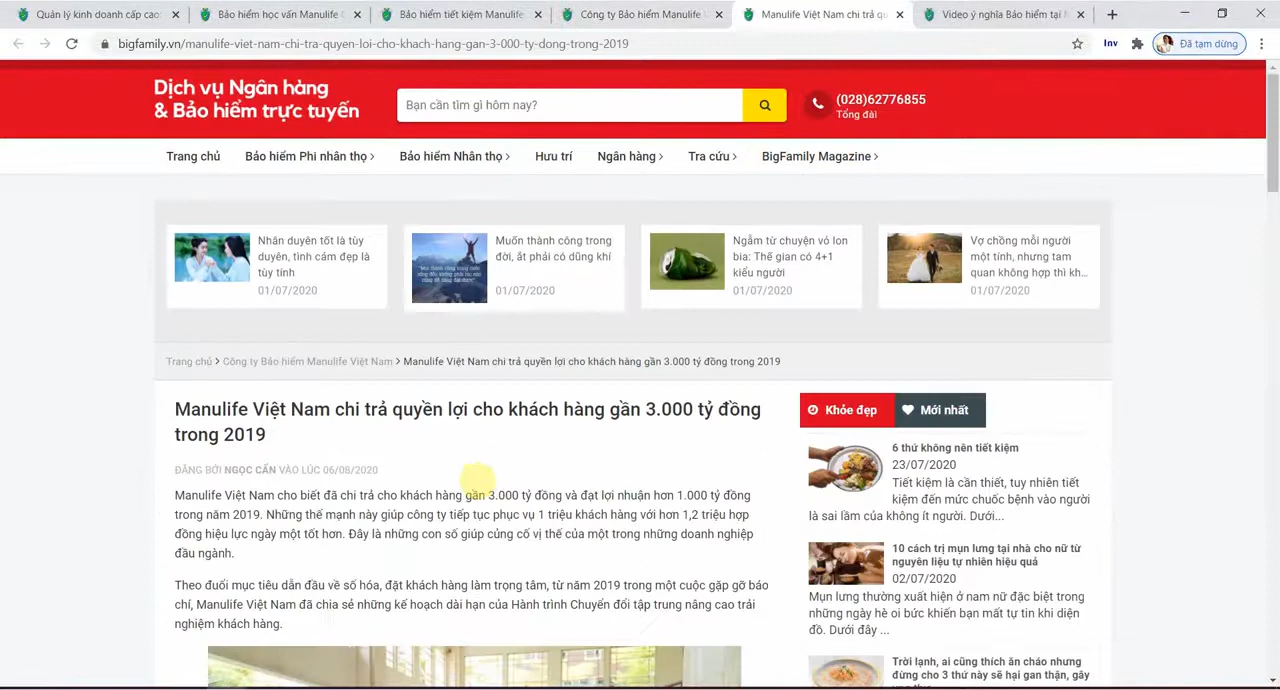 Quản lý kinh doanh cấp cao
Bảo hiểm học vấn Manulife
Bảo hiểm tiết kiệm Manulife
Công ty Bảo hiểm Manulife
Manulife Việt Nam chi trả qu
Video ý nghĩa Bảo hiểm tại
bigfamily.vn/manulife-viet-nam-chi-tra-quyen-loi-cho-khach-hang-gan-3-000-ty-dong-trong-2019
Inv
Đã tạm dừng
Dịch vụ Ngân hàng
& Bảo hiểm trực tuyến
Bạn cần tìm gì hôm nay?
(028)62776855
Tổng đài
Trang chủ
Bảo hiểm Phi nhân thọ
Bảo hiểm Nhân thọ
Hưu trí
Ngân hàng
Tra cứu
BigFamily Magazine
Nhân duyên tốt là tùy
duyên, tình cảm đẹp là
tùy tính
01/07/2020
Muốn thành công trong
đời, ắt phải có dũng khí
01/07/2020
Ngẫm từ chuyện vỏ lon
bia: Thế gian có 4+1
kiểu người
01/07/2020
Vợ chồng mỗi người
một tính, nhưng tam
quan không hợp thì kh...
01/07/2020
Trang chủ > Công ty Bảo hiểm Manulife Việt Nam > Manulife Việt Nam chi trả quyền lợi cho khách hàng gần 3.000 tỷ đồng trong 2019
Manulife Việt Nam chi trả quyền lợi cho khách hàng gần 3.000 tỷ đồng
trong 2019
ĐĂNG BỞI NGỌC CẨN VÀO LÚC 06/08/2020
Manulife Việt Nam cho biết đã chi trả cho khách hàng gần 3.000 tỷ đồng và đạt lợi nhuận hơn 1.000 tỷ đồng
trong năm 2019. Những thế mạnh này giúp công ty tiếp tục phục vụ 1 triệu khách hàng với hơn 1,2 triệu hợp
đồng hiệu lực ngày một tốt hơn. Đây là những con số giúp củng cố vị thế của một trong những doanh nghiệp
đầu ngành.
Theo đuổi mục tiêu dẫn đầu về số hóa, đặt khách hàng làm trọng tâm, từ năm 2019 trong một cuộc gặp gỡ báo
chí, Manulife Việt Nam đã chia sẻ những kế hoạch dài hạn của Hành trình Chuyển đổi tập trung nâng cao trải
nghiệm khách hàng.
Khỏe đẹp
Mới nhất
6 thứ không nên tiết kiệm
23/07/2020
Tiết kiệm là cần thiết, tuy nhiên tiết
kiệm đến mức chuốc bệnh vào người
là sai lầm của không ít người. Dưới...
10 cách trị mụn lưng tại nhà cho nữ từ
nguyên liệu tự nhiên hiệu quả
02/07/2020
Mụn lưng thường xuất hiện ở nam nữ đặc biệt trong
những ngày hè oi bức khiến bạn mất tự tin khi diện
đồ. Dưới đây ...
Trời lạnh, ai cũng thích ăn cháo nhưng
đừng cho 3 thứ này sẽ hại gan thận, gây